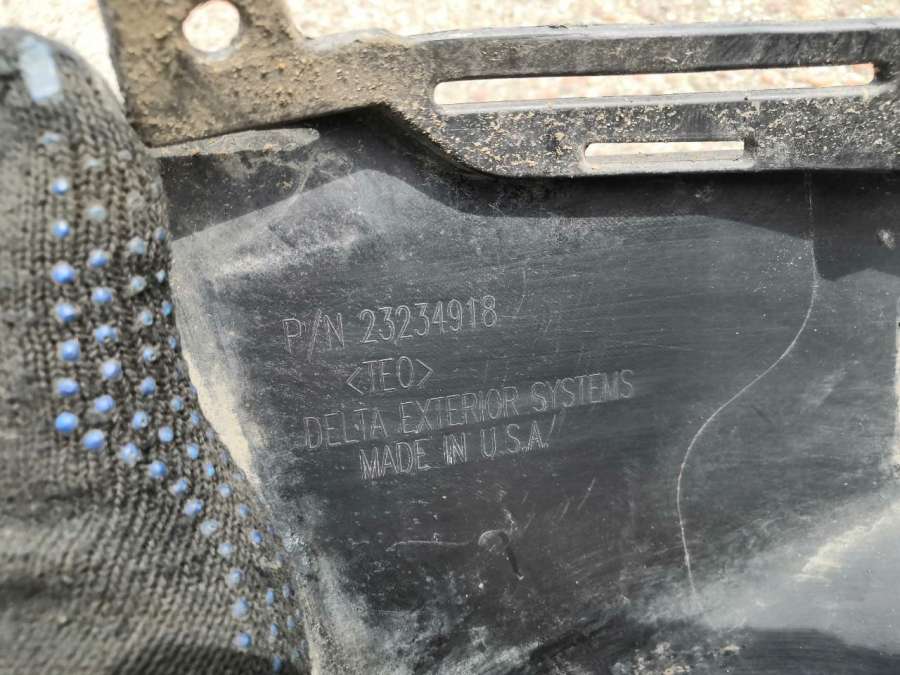 P/N 23234918
<TEO>
DELTA EXTERIOR SYSTEMS
MADE IN U.S.A.